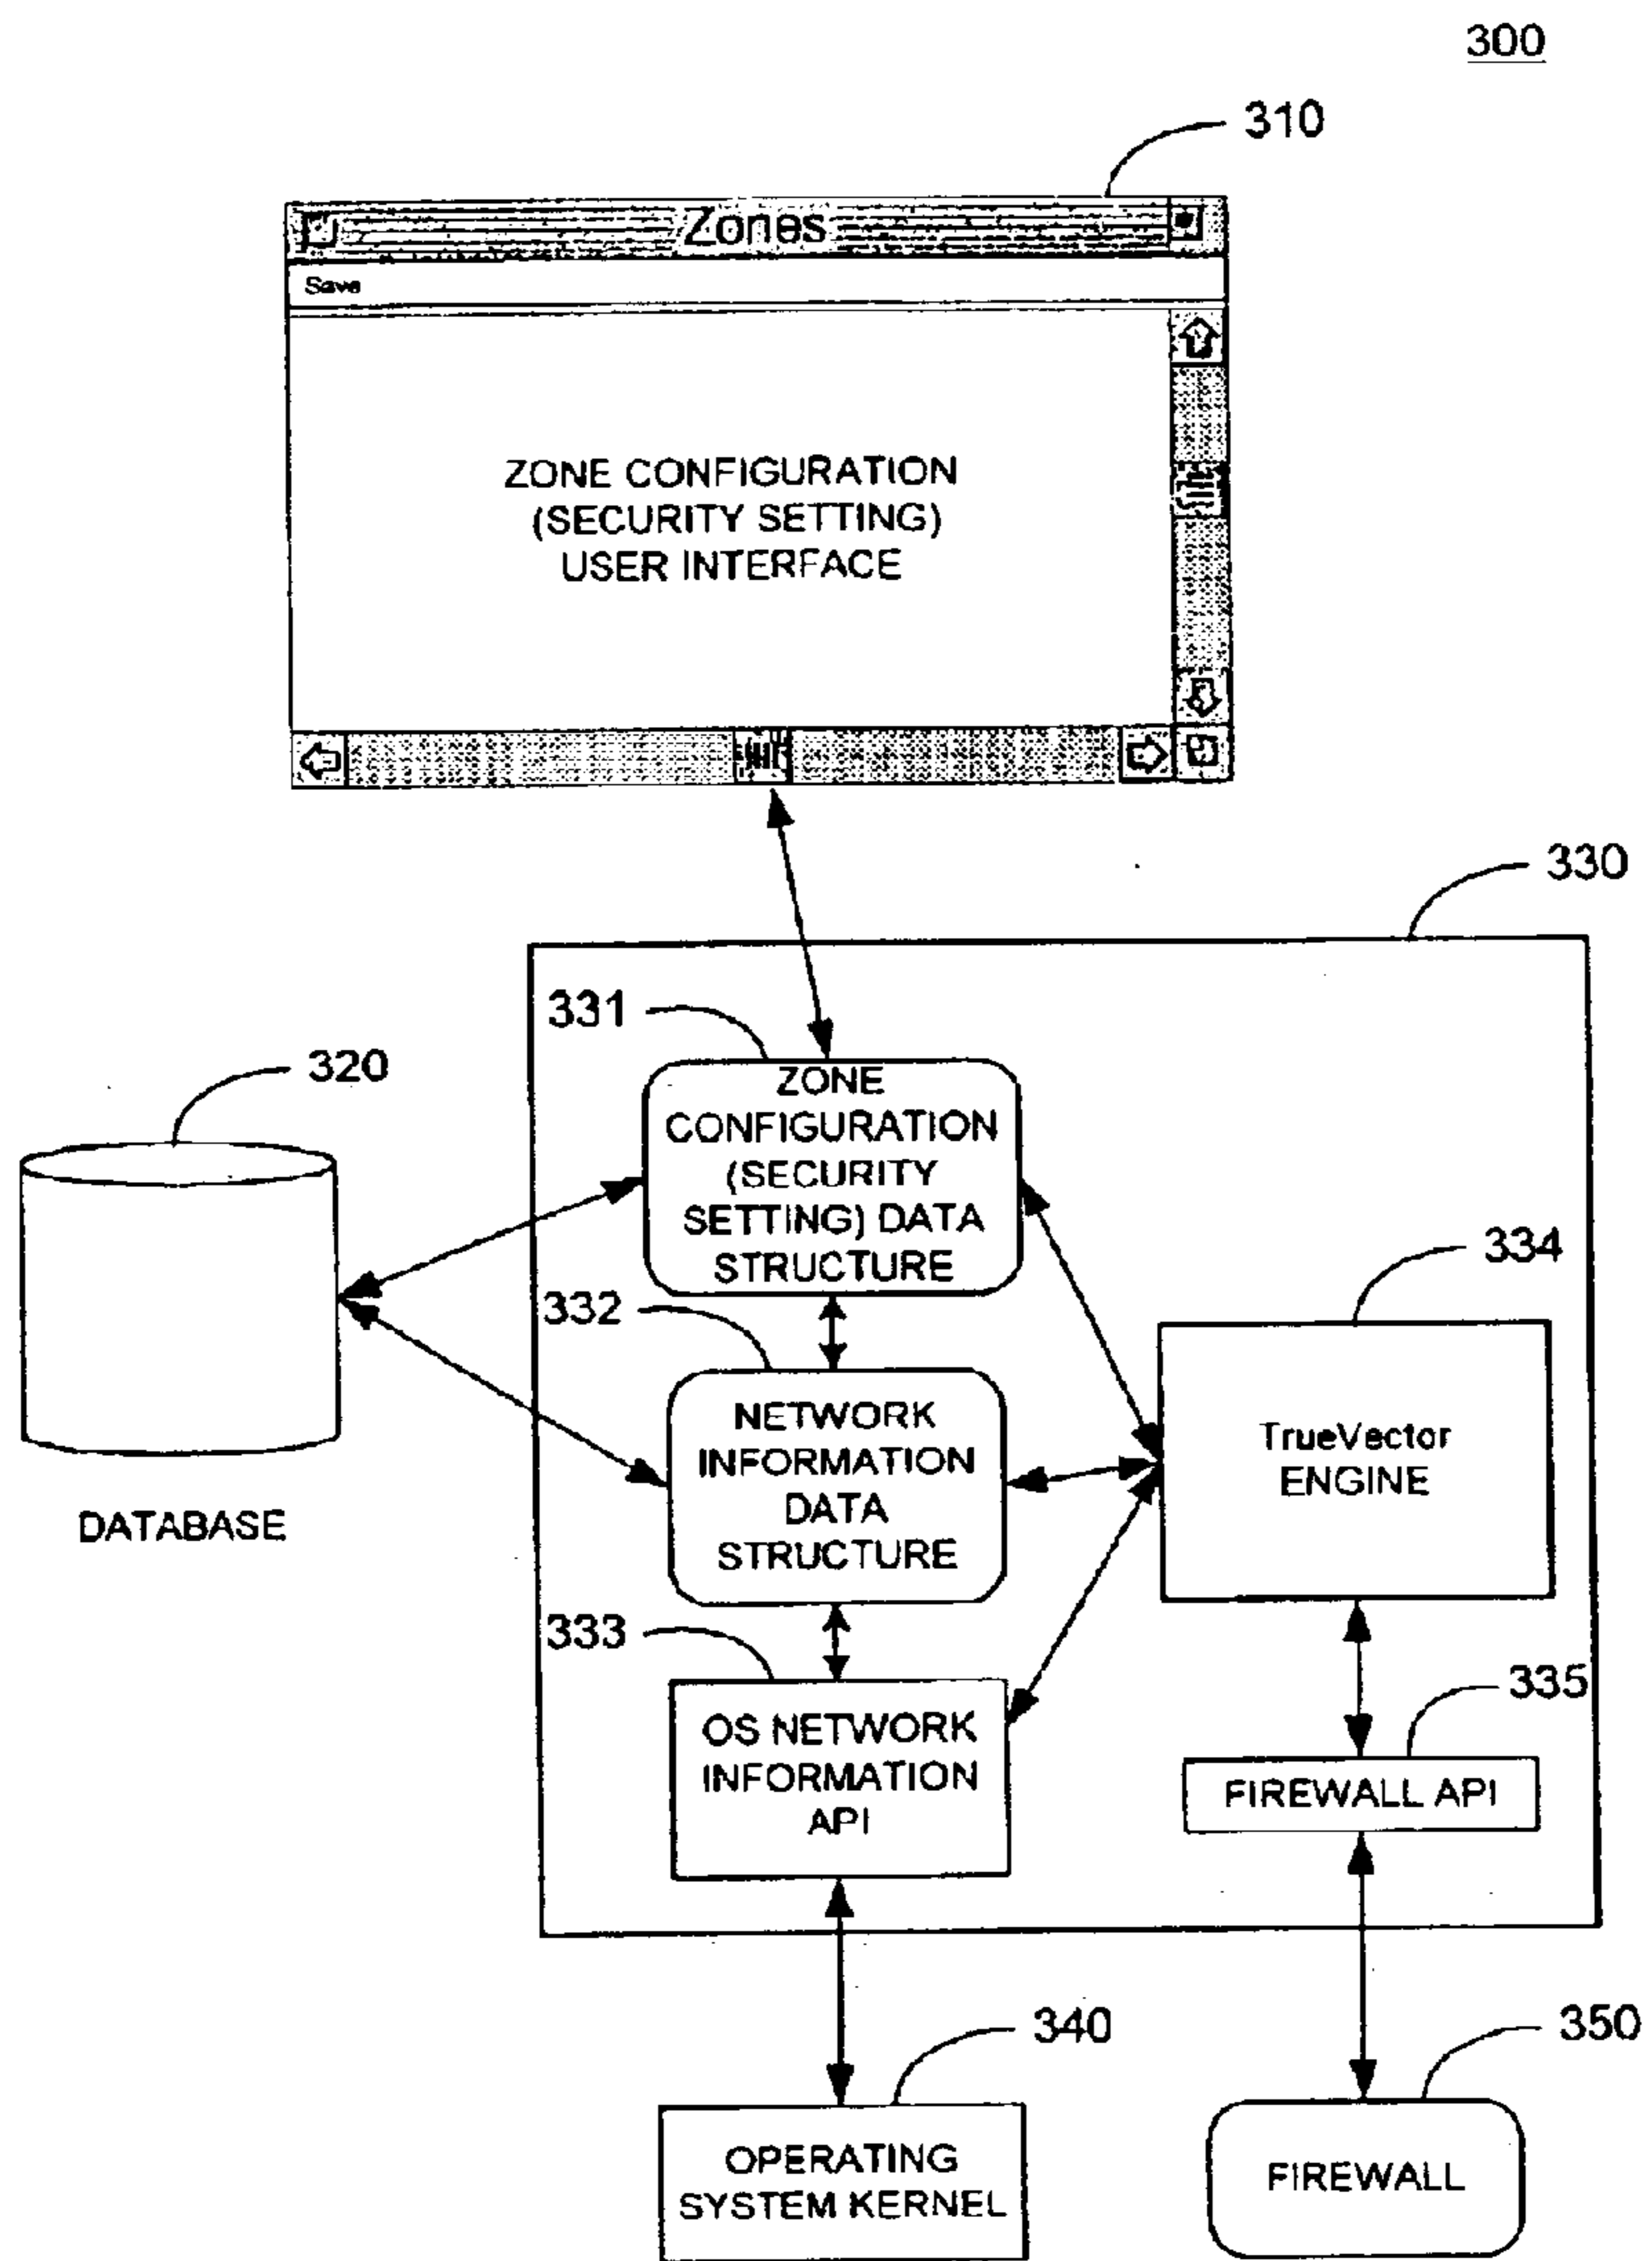 300
310
Zones
Save
ZONE CONFIGURATION
(SECURITY SETTING)
USER INTERFACE
330
331
320
ZONE
CONFIGURATION
(SECURITY
SETTING) DATA
STRUCTURE
334
332
NETWORK
INFORMATION
DATA
STRUCTURE
TrueVector
ENGINE
DATABASE
333
335
OS NETWORK
INFORMATION
API
FIREWALL API
340
350
OPERATING
SYSTEM KERNEL
FIREWALL